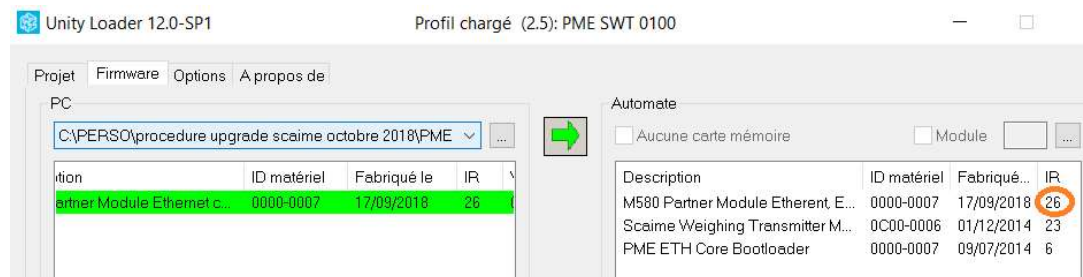 Unity Loader 12.0-SP1 Profil chargé (2.5): PME SWT 0100
Projet Firmware Options A propos de
PC
C:\PERSO\procedure upgrade scaime octobre 2018\PME ...
tion ID matériel Fabriqué le IR
artner Module Ethernet c... 0000-0007 17/09/2018 26
Automate
Aucune carte mémoire Module ...
Description ID matériel Fabriqué... IR
M580 Partner Module Etherent, E... 0000-0007 17/09/2018 26
Scaime Weighing Transmitter M... 0C00-0006 01/12/2014 23
PME ETH Core Bootloader 0000-0007 09/07/2014 6